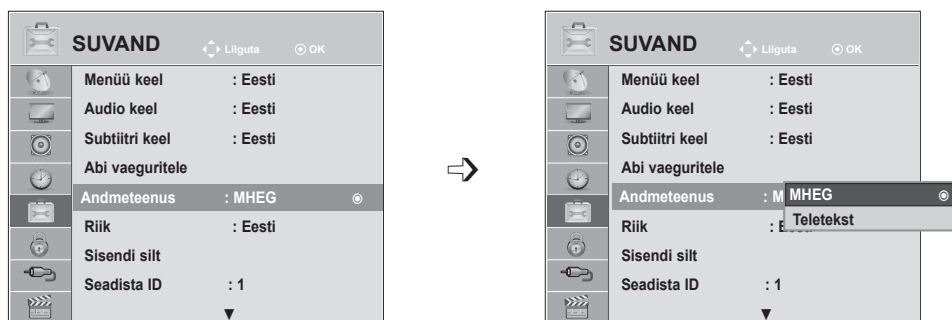 SUVAND Liiguta OK
Menüü keel : Eesti
Audio keel : Eesti
Subtiitri keel : Eesti
Abi vaeguritele
Andmeteenus : MHEG
Riik : Eesti
Sisendi silt
Seadista ID : 1
SUVAND Liiguta OK
Menüü keel : Eesti
Audio keel : Eesti
Subtiitri keel : Eesti
Abi vaeguritele
Andmeteenus : M MHEG
Riik : E Teletekst
Sisendi silt
Seadista ID : 1